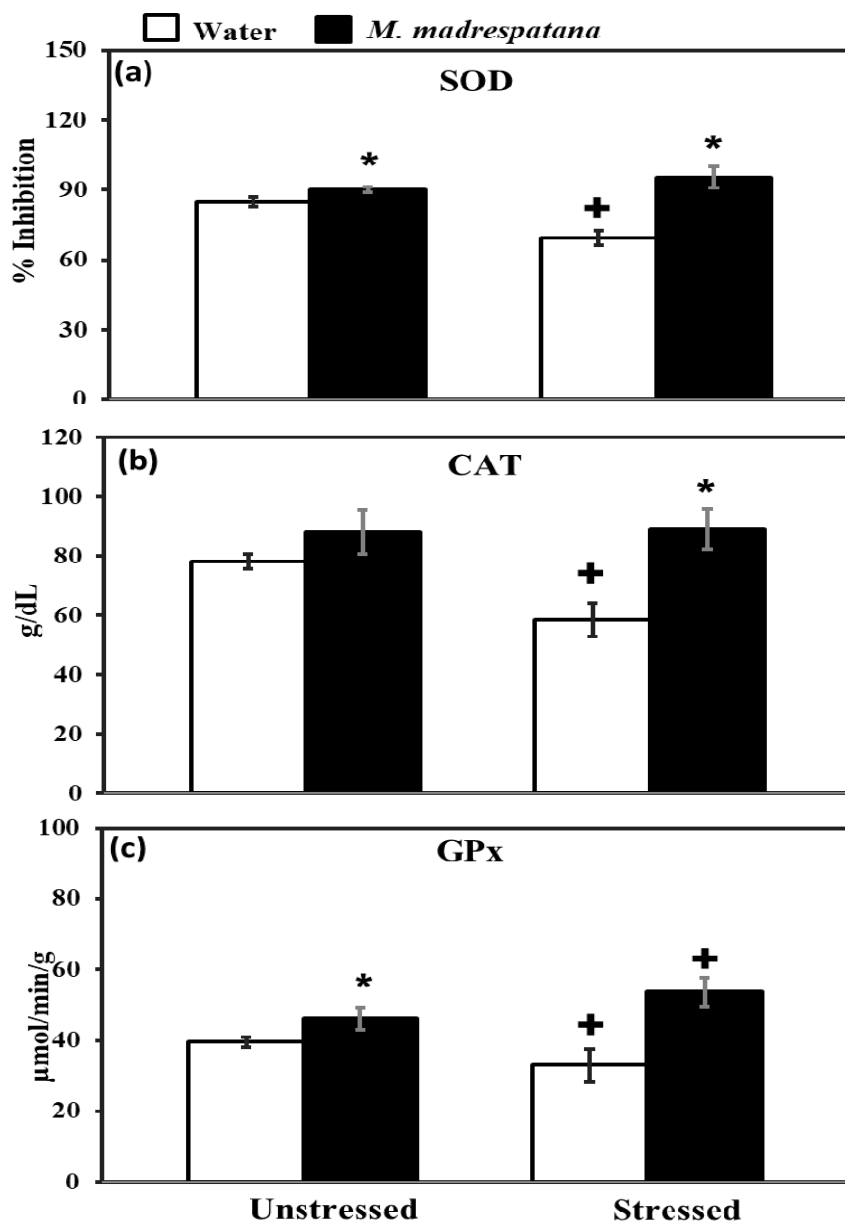 Water M. madrespatana
(a) SOD
150
120
90
60
30
0
% Inhibition
* + *
(b) CAT
120
100
80
60
40
20
0
g/dL
+ *
(c) GPx
100
80
60
40
20
0
μmol/min/g
* + +
Unstressed Stressed